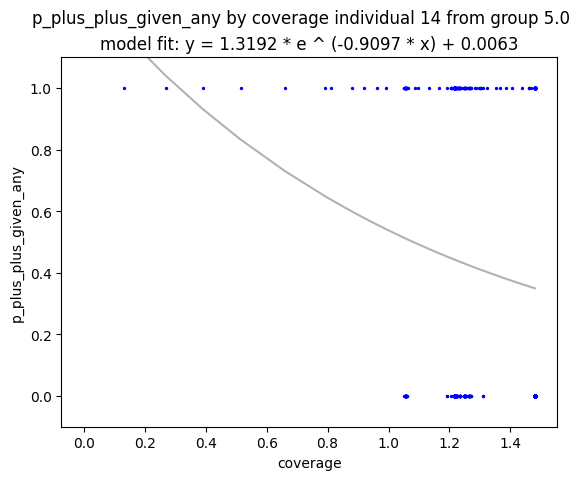 p_plus_plus_given_any by coverage individual 14 from group 5.0
model fit: y = 1.3192 * e ^ (-0.9097 * x) + 0.0063
p_plus_plus_given_any
1.0
0.8
0.6
0.4
0.2
0.0
0.0 0.2 0.4 0.6 0.8 1.0 1.2 1.4
coverage